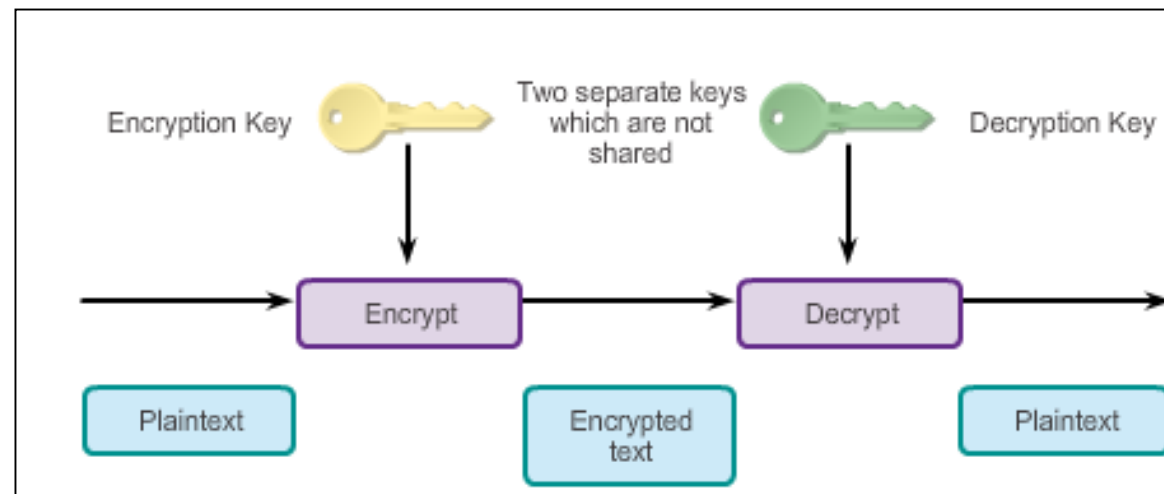 Encryption Key
Two separate keys
which are not
shared
Decryption Key
Encrypt
Decrypt
Plaintext
Encrypted
text
Plaintext